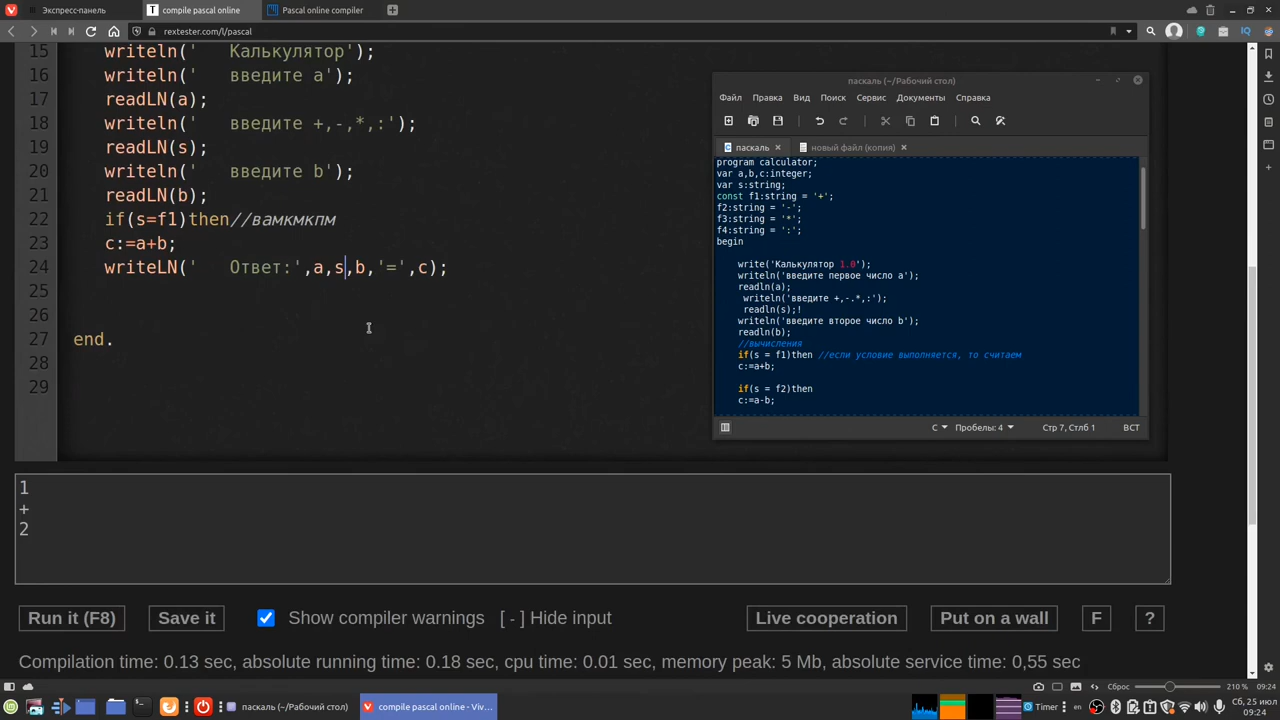 Экспресс-панель
compile pascal online
Pascal online compiler
rextester.com/l/pascal
15 writeln('   Калькулятор');
16 writeln('   введите a');
17 readLN(a);
18 writeln('   введите +,-,*,:');
19 readLN(s);
20 writeln('   введите b');
21 readLN(b);
22 if(s=f1)then//вамкмкпм
23 c:=a+b;
24 writeLN('   Ответ:',a,s,b,'=',c);
25
26
27 end.
28
29
паскаль (~/Рабочий стол)
Файл Правка Вид Поиск Сервис Документы Справка
паскаль
новый файл (копия)
program calculator;
var a,b,c:integer;
var s:string;
const f1:string = '+';
f2:string = '-';
f3:string = '*';
f4:string = ':';
begin
write('Калькулятор 1.0');
writeln('введите первое число a');
readln(a);
writeln('введите +,-.*,:');
readln(s);!
writeln('введите второе число b');
readln(b);
//вычисления
if(s = f1)then //если условие выполняется, то считаем
c:=a+b;
if(s = f2)then
c:=a-b;
C Пробелы: 4 Стр 7, Стлб 1 ВСТ
1
+
2
Run it (F8) Save it Show compiler warnings [ - ] Hide input Live cooperation Put on a wall F ?
Compilation time: 0.13 sec, absolute running time: 0.18 sec, cpu time: 0.01 sec, memory peak: 5 Mb, absolute service time: 0,55 sec
Сброс 210 % 09:24
паскаль (~/Рабочий стол)
compile pascal online - Viv...
Timer
Сб, 25 июл
09:24